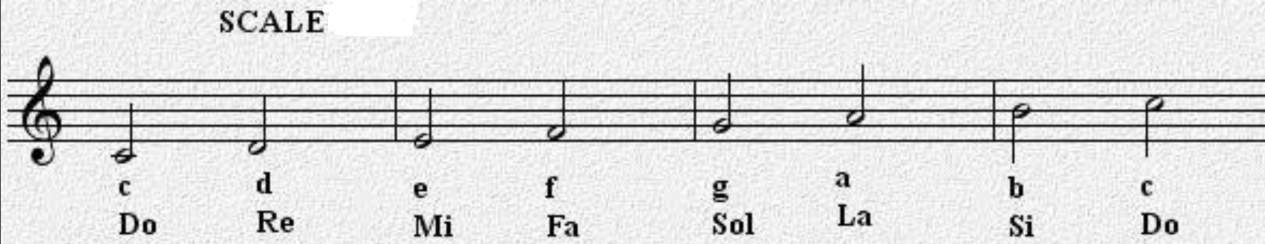 SCALE
c d e f g a b c
Do Re Mi Fa Sol La Si Do